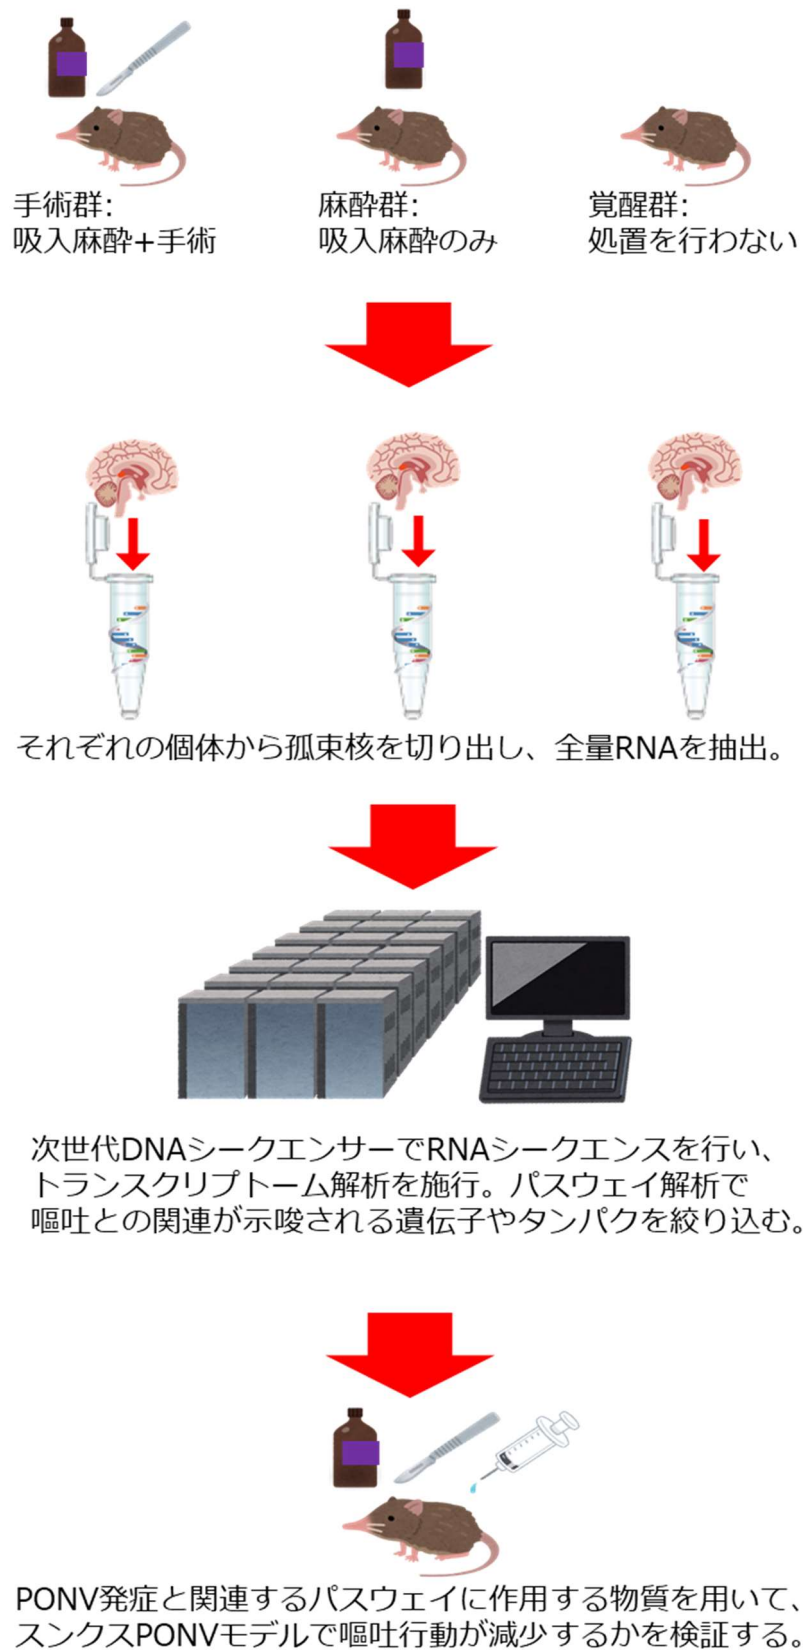 手術群:
吸入麻酔+手術
麻酔群:
吸入麻酔のみ
覚醒群:
処置を行わない
それぞれの個体から孤束核を切り出し、全量RNAを抽出。
次世代DNAシークエンサーでRNAシークエンスを行い、
トランスクリプトーム解析を施行。パスウェイ解析で
嘔吐との関連が示唆される遺伝子やタンパクを絞り込む。
PONV発症と関連するパスウェイに作用する物質を用いて、
スンクスPONVモデルで嘔吐行動が減少するかを検証する。